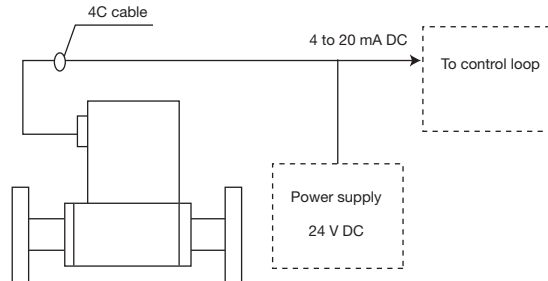 4C cable
4 to 20 mA DC
To control loop
Power supply
24 V DC